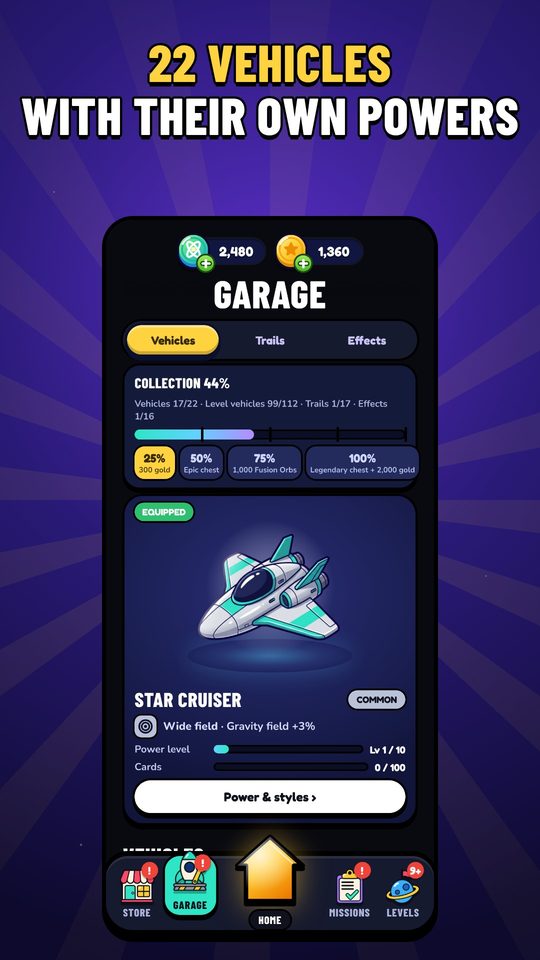 22 VEHICLES
WITH THEIR OWN POWERS
2,480
1,360
GARAGE
Vehicles
Trails
Effects
COLLECTION 44%
Vehicles 17/22 · Level vehicles 99/112 · Trails 1/17 · Effects
1/16
25%
300 gold
50%
Epic chest
75%
1,000 Fusion Orbs
100%
Legendary chest + 2,000 gold
EQUIPPED
STAR CRUISER
COMMON
Wide field · Gravity field +3%
Power level
Lv 1 / 10
Cards
0 / 100
Power & styles ›
VEHICLES
!
!
!
9+
STORE
GARAGE
HOME
MISSIONS
LEVELS